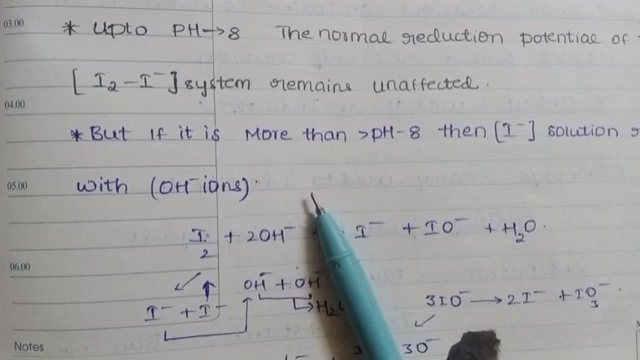 03.00
* Upto PH→8 The normal reduction potential of
[I₂–I⁻] system remains unaffected.
04.00
* But If it is More than >pH-8 then [I⁻] solution
05.00
with (OH⁻ ions)
I₂ + 2OH⁻ I⁻ + IO⁻ + H₂O.
06.00
OH⁻ + OH⁻
I⁻ + I⁻
3IO⁻ → 2I⁻ + IO₃⁻.
Notes